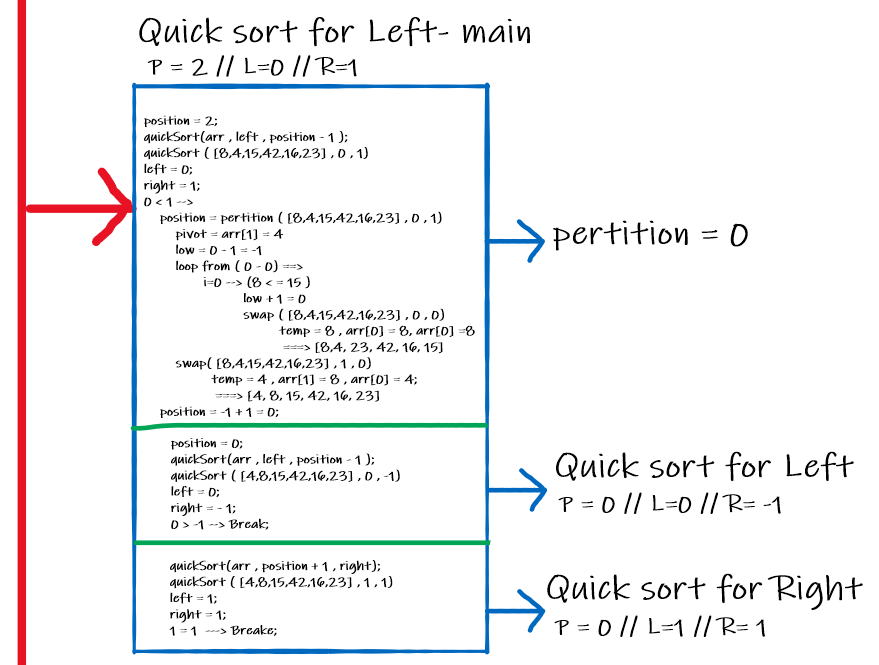 Quick sort for Left- main
P = 2 // L=0 // R=1
position = 2;
quickSort(arr , left , position - 1 );
quickSort ( [8,4,15,42,16,23] , 0 , 1)
left = 0;
right = 1;
0 < 1 -->
position = pertition ( [8,4,15,42,16,23] , 0 , 1)
pivot = arr[1] = 4
low = 0 - 1 = -1
loop from ( 0 - 0) ==>
i=0 --> (8 < = 15 )
low + 1 = 0
swap ( [8,4,15,42,16,23] , 0 , 0)
temp = 8 , arr[0] = 8, arr[0] =8
===> [8,4, 23, 42, 16, 15]
swap( [8,4,15,42,16,23] , 1 , 0)
temp = 4 , arr[1] = 8 , arr[0] = 4;
===> [4, 8, 15, 42, 16, 23]
position = -1 + 1 = 0;
pertition = 0
position = 0;
quickSort(arr , left , position - 1 );
quickSort ( [4,8,15,42,16,23] , 0 , -1)
left = 0;
right = - 1;
0 > -1 --> Break;
Quick sort for Left
P = 0 // L=0 // R= -1
quickSort(arr , position + 1 , right);
quickSort ( [4,8,15,42,16,23] , 1 , 1)
left = 1;
right = 1;
1 = 1 ---> Breake;
Quick sort for Right
P = 0 // L=1 // R= 1